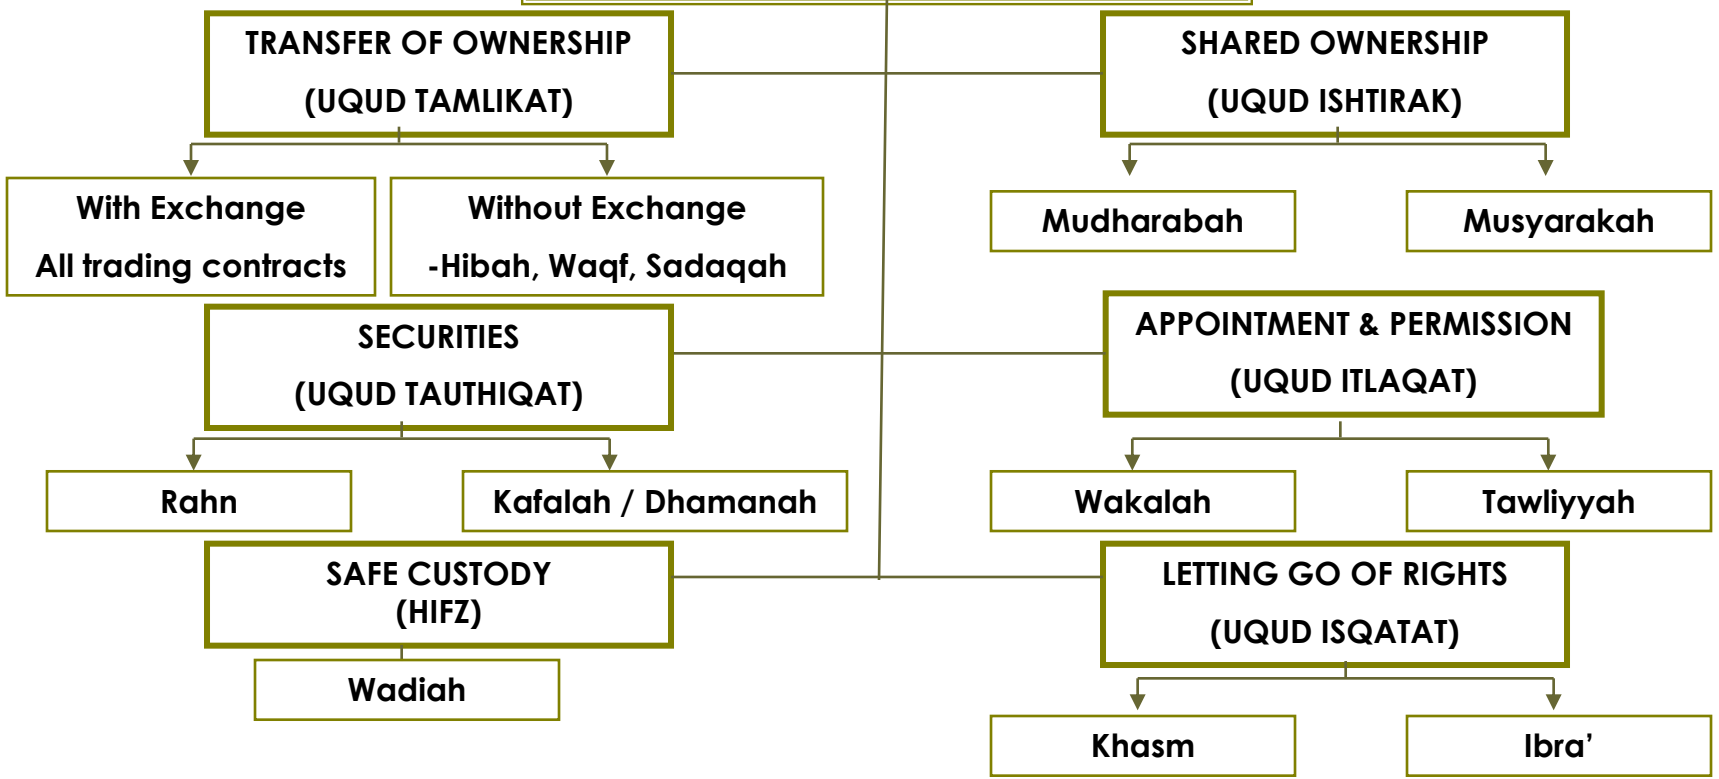 TRANSFER OF OWNERSHIP
(UQUD TAMLIKAT)
SHARED OWNERSHIP
(UQUD ISHTIRAK)
With Exchange
All trading contracts
Without Exchange
-Hibah, Waqf, Sadaqah
Mudharabah
Musyarakah
SECURITIES
(UQUD TAUTHIQAT)
APPOINTMENT & PERMISSION
(UQUD ITLAQAT)
Rahn
Kafalah / Dhamanah
Wakalah
Tawliyyah
SAFE CUSTODY
(HIFZ)
LETTING GO OF RIGHTS
(UQUD ISQATAT)
Wadiah
Khasm
Ibra’